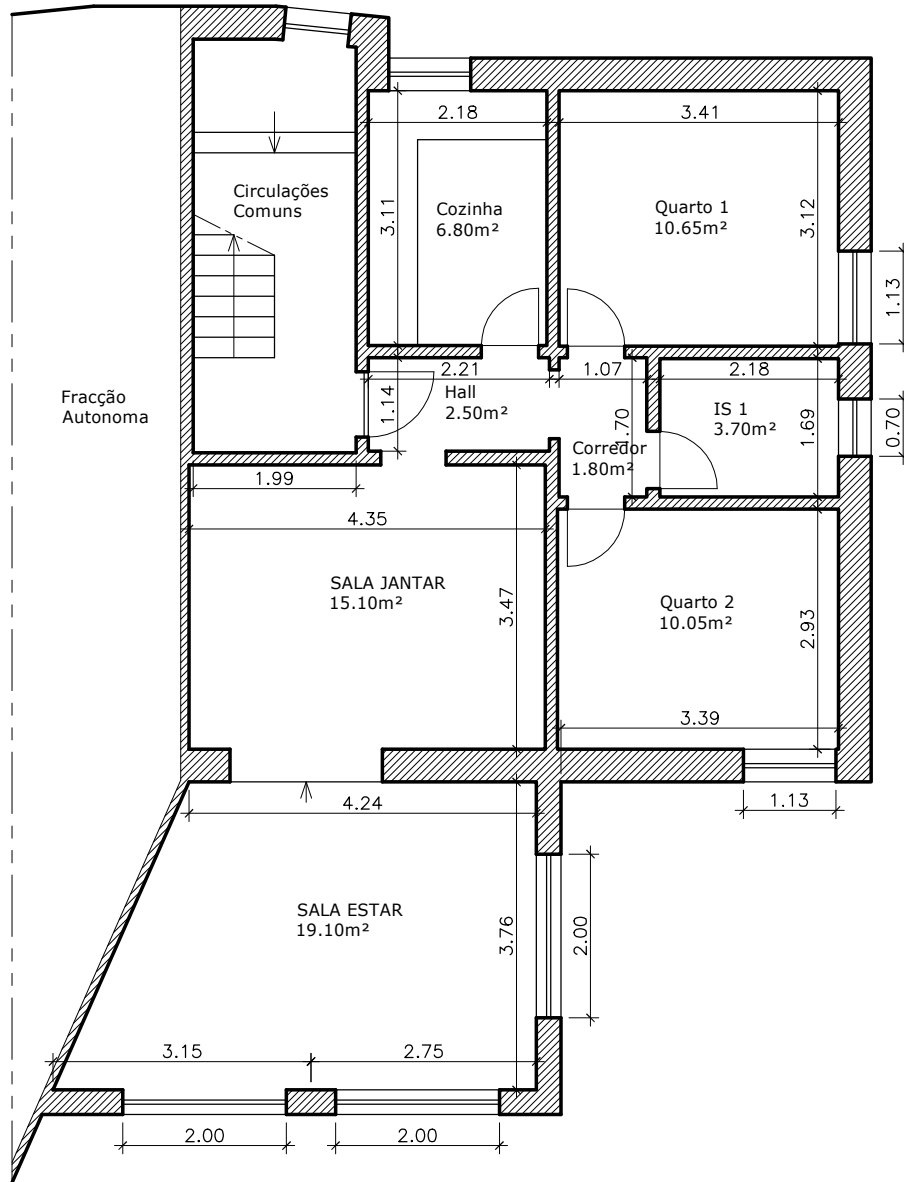 2.18
3.41
Circulações
Comuns
Cozinha
6.80m²
3.11
Quarto 1
10.65m²
3.12
1.13
Fracção
Autonoma
2.21
1.07
2.18
Hall
2.50m²
1.14
IS 1
3.70m²
1.70
1.69
0.70
Corredor
1.80m²
1.99
4.35
SALA JANTAR
15.10m²
3.47
Quarto 2
10.05m²
2.93
3.39
1.13
4.24
SALA ESTAR
19.10m²
3.76
2.00
3.15
2.75
2.00
2.00